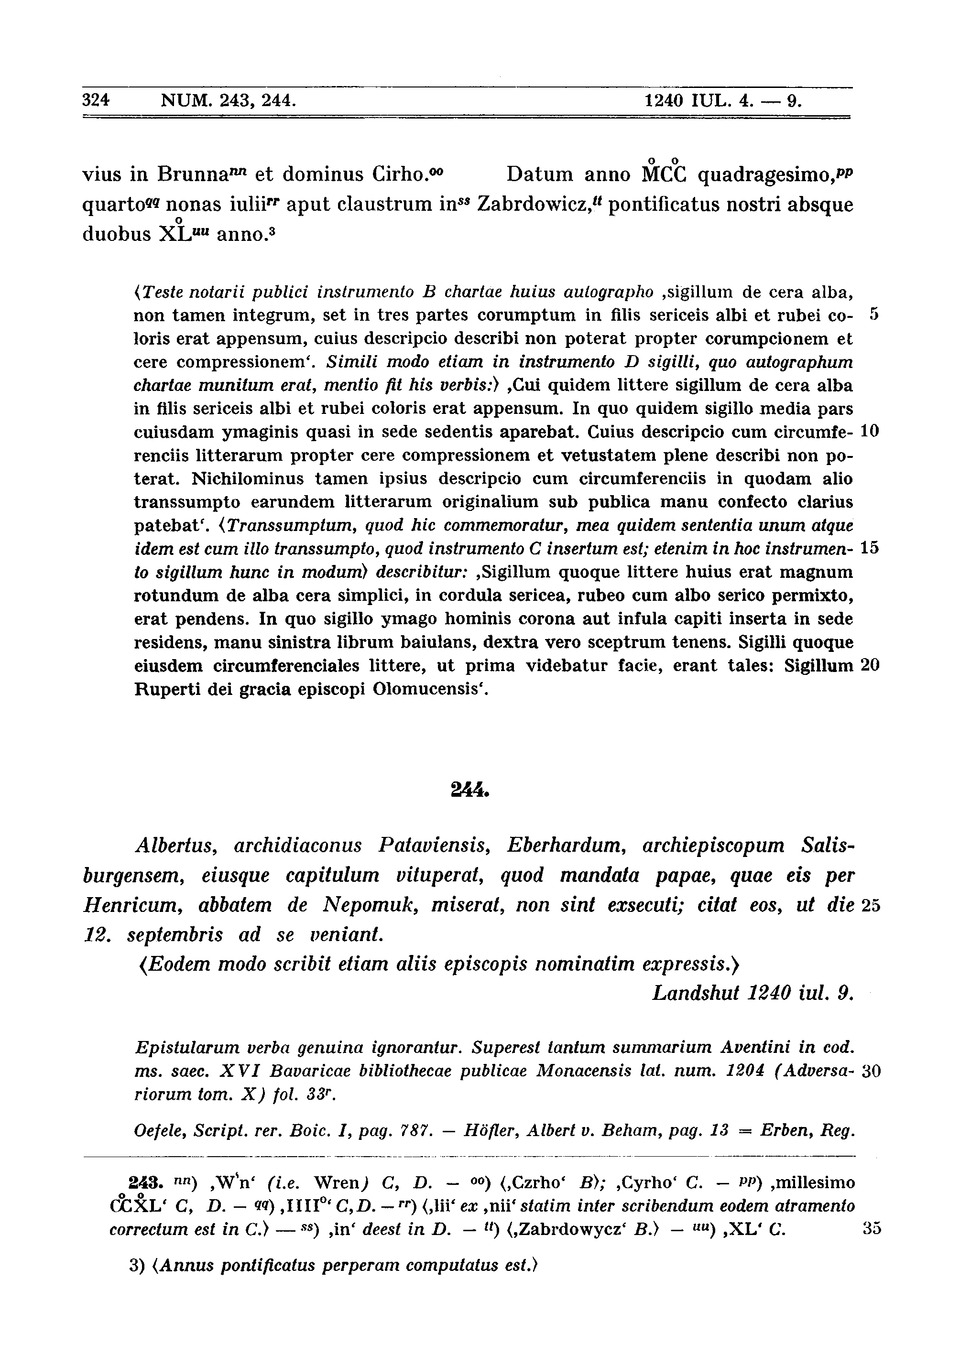 324 NUM. 243, 244. 1240 IUL. 4. — 9.
vius in Brunnaⁿⁿ et dominus Cirho.ᵒᵒ Datum anno M̊CC̊ quadragesimo,ᵖᵖ
quarto^qq nonas iuliiʳʳ aput claustrum inˢˢ Zabrdowicz,ᵗᵗ pontificatus nostri absque
duobus XL̊ᵘᵘ anno.³
⟨Teste notarii publici instrumento B chartae huius autographo ‚sigillum de cera alba,
non tamen integrum, set in tres partes corumptum in filis sericeis albi et rubei co- 5
loris erat appensum, cuius descripcio describi non poterat propter corumpcionem et
cere compressionem‘. Simili modo etiam in instrumento D sigilli, quo autographum
chartae munitum erat, mentio fit his verbis:⟩ ‚Cui quidem littere sigillum de cera alba
in filis sericeis albi et rubei coloris erat appensum. In quo quidem sigillo media pars
cuiusdam ymaginis quasi in sede sedentis aparebat. Cuius descripcio cum circumfe- 10
renciis litterarum propter cere compressionem et vetustatem plene describi non po-
terat. Nichilominus tamen ipsius descripcio cum circumferenciis in quodam alio
transsumpto earundem litterarum originalium sub publica manu confecto clarius
patebat‘. ⟨Transsumptum, quod hic commemoratur, mea quidem sententia unum atque
idem est cum illo transsumpto, quod instrumento C insertum est; etenim in hoc instrumen- 15
to sigillum hunc in modum⟩ describitur: ‚Sigillum quoque littere huius erat magnum
rotundum de alba cera simplici, in cordula sericea, rubeo cum albo serico permixto,
erat pendens. In quo sigillo ymago hominis corona aut infula capiti inserta in sede
residens, manu sinistra librum baiulans, dextra vero sceptrum tenens. Sigilli quoque
eiusdem circumferenciales littere, ut prima videbatur facie, erant tales: Sigillum 20
Ruperti dei gracia episcopi Olomucensis‘.
244.
Albertus, archidiaconus Pataviensis, Eberhardum, archiepiscopum Salis-
burgensem, eiusque capitulum vituperat, quod mandata papae, quae eis per
Henricum, abbatem de Nepomuk, miserat, non sint exsecuti; citat eos, ut die 25
12. septembris ad se veniant.
⟨Eodem modo scribit etiam aliis episcopis nominatim expressis.⟩
Landshut 1240 iul. 9.
Epistularum verba genuina ignorantur. Superest tantum summarium Aventini in cod.
ms. saec. XVI Bavaricae bibliothecae publicae Monacensis lat. num. 1204 (Adversa- 30
riorum tom. X) fol. 33ʳ.
Oefele, Script. rer. Boic. I, pag. 787. — Höfler, Albert v. Beham, pag. 13 = Erben, Reg.
243. ⁿⁿ) ‚W̔n‘ (i.e. Wren) C, D. — ᵒᵒ) ⟨‚Czrho‘ B⟩; ‚Cyrho‘ C. — ᵖᵖ) ‚millesimo
C̊CX̊L‘ C, D. — qq) ‚IIIIᵒ‘ C, D. — ʳʳ) ⟨‚lii‘ ex ‚nii‘ statim inter scribendum eodem atramento
correctum est in C.⟩ — ˢˢ) ‚in‘ deest in D. — ᵗᵗ) ⟨‚Zabrdowycz‘ B.⟩ — ᵘᵘ) ‚XL‘ C. 35
3) ⟨Annus pontificatus perperam computatus est.⟩